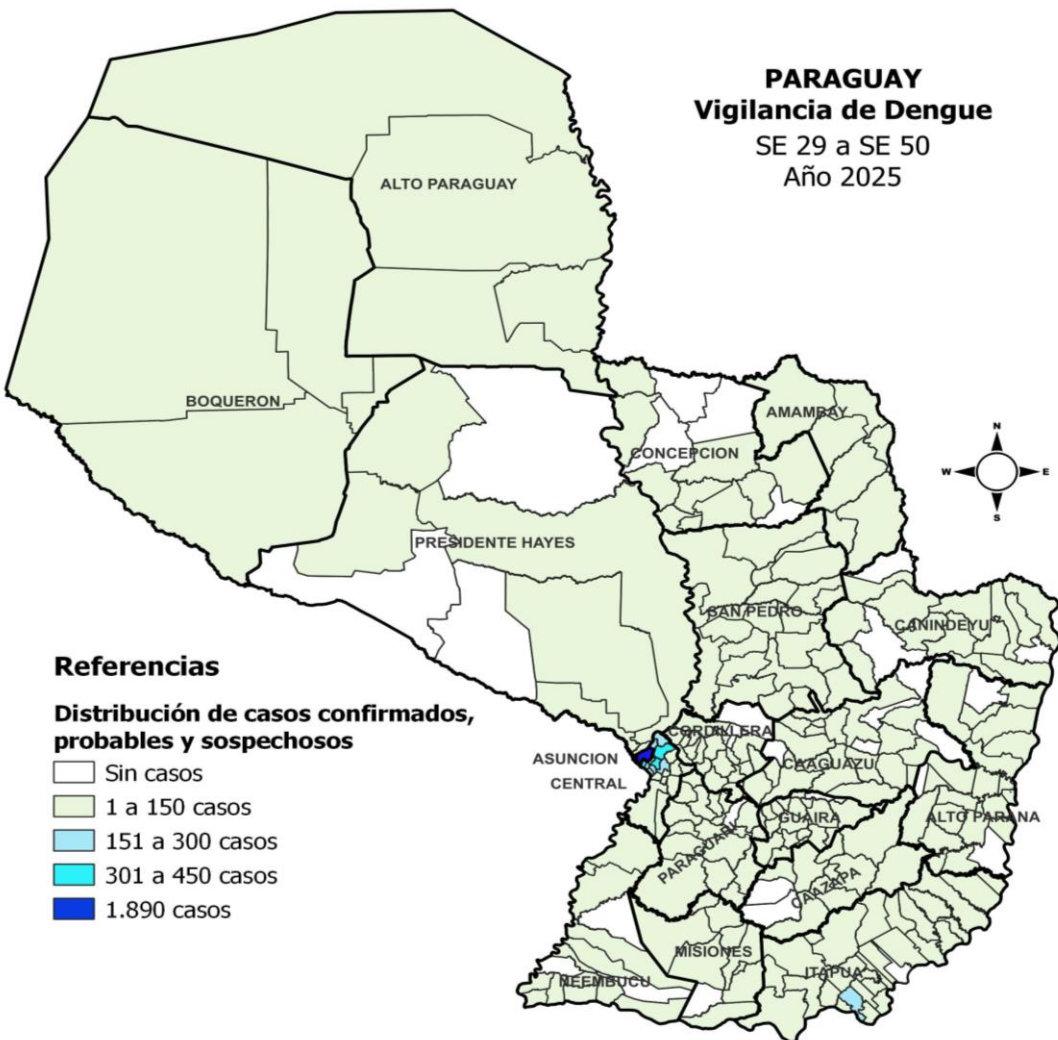 PARAGUAY
Vigilancia de Dengue
SE 29 a SE 50
Año 2025
ALTO PARAGUAY
BOQUERON
AMAMBAY
CONCEPCION
N
W
E
S
PRESIDENTE HAYES
SAN PEDRO
CANINDEYU
CORDILLERA
ASUNCION
CENTRAL
CAAGUAZU
GUAIRA
ALTO PARANA
PARAGUARI
CAAZAPA
MISIONES
ITAPUA
ÑEEMBUCU
Referencias
Distribución de casos confirmados,
probables y sospechosos
Sin casos
1 a 150 casos
151 a 300 casos
301 a 450 casos
1.890 casos